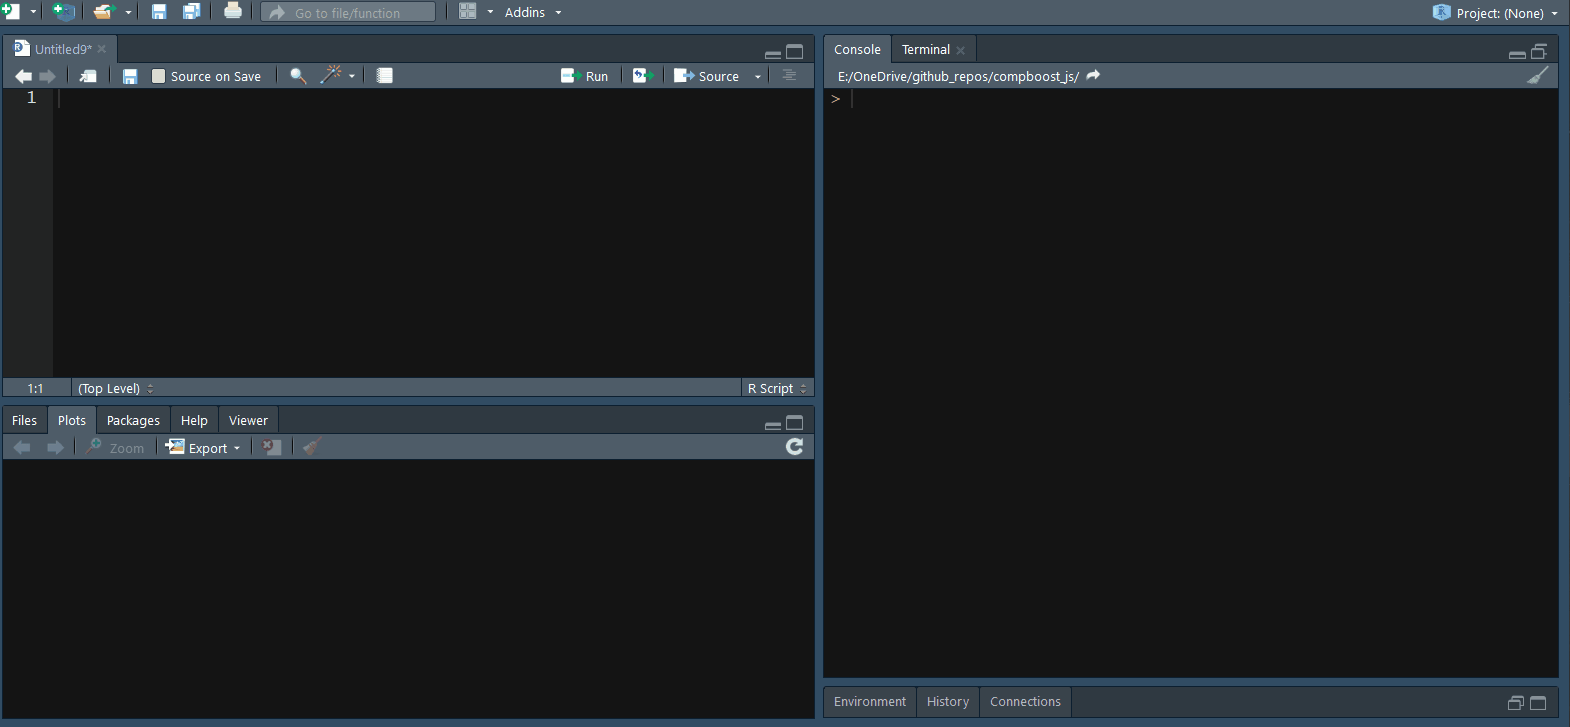 Go to file/function Addins Project: (None)
Untitled9*
Source on Save Run Source
1
1:1 (Top Level) R Script
Files Plots Packages Help Viewer
Zoom Export
Console Terminal
E:/OneDrive/github_repos/compboost_js/
>
Environment History Connections